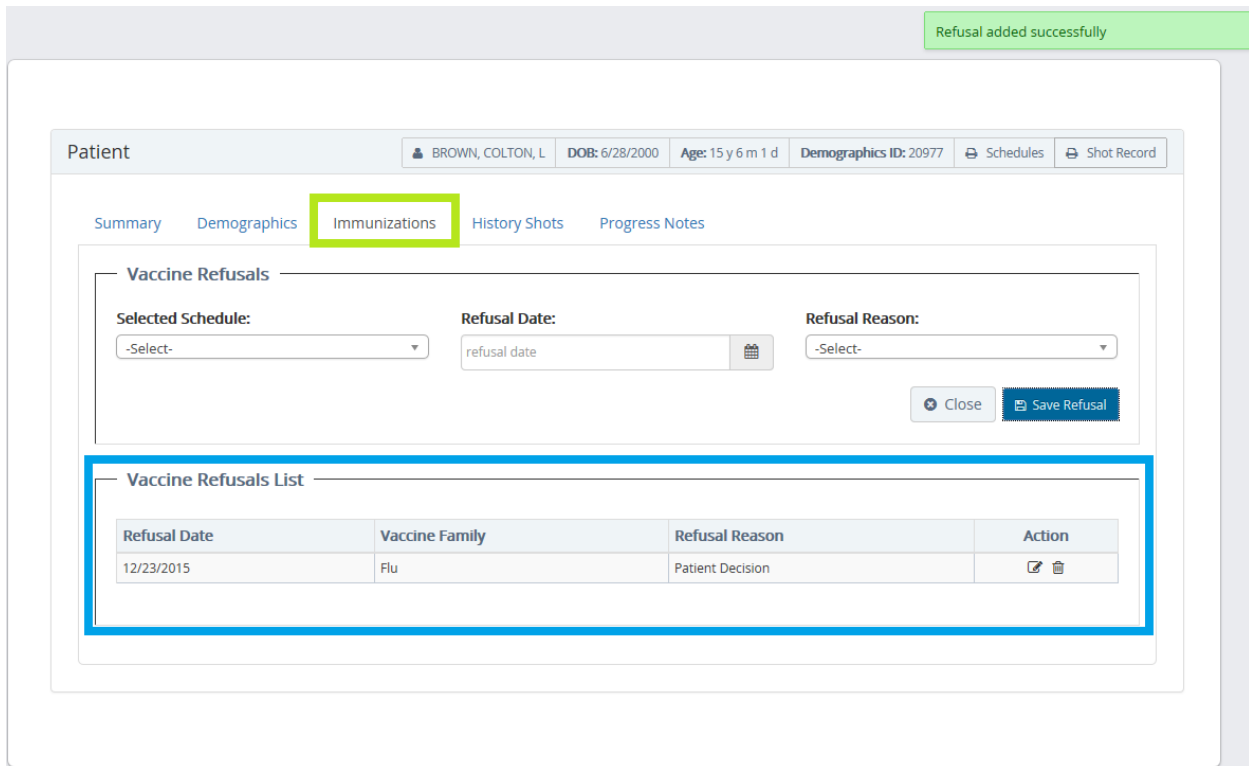 Refusal added successfully
Patient BROWN, COLTON, L DOB: 6/28/2000 Age: 15 y 6 m 1 d Demographics ID: 20977 Schedules Shot Record
Summary Demographics Immunizations History Shots Progress Notes
Vaccine Refusals
Selected Schedule: Refusal Date: Refusal Reason:
-Select- refusal date -Select-
Close Save Refusal
Vaccine Refusals List
Refusal Date Vaccine Family Refusal Reason Action
12/23/2015 Flu Patient Decision